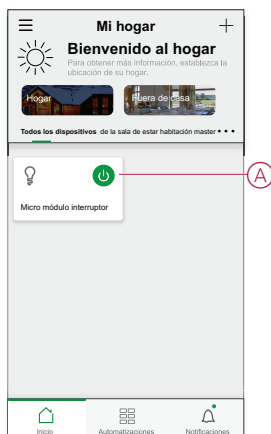 Mi hogar
Bienvenido al hogar
Para obtener más información, establezca la
ubicación de su hogar.
Hogar
Fuera de casa
Todos los dispositivos de la sala de estar habitación master
Micro módulo interruptor
A
Inicio
Automatizaciones
Notificaciones